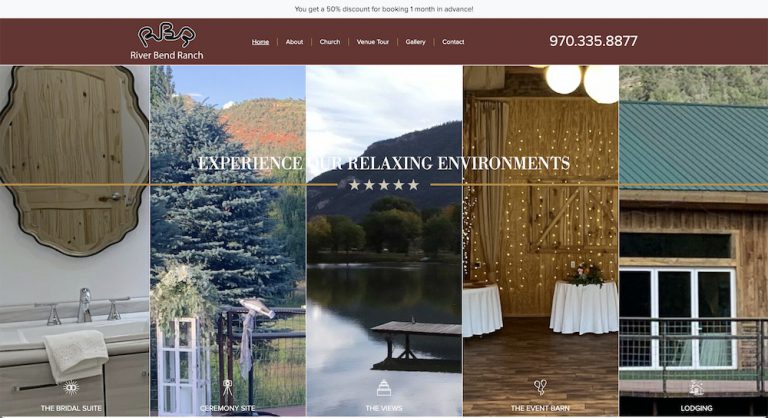 You get a 50% discount for booking 1 month in advance!
RBR
River Bend Ranch
Home | About | Church | Venue Tour | Gallery | Contact
970.335.8877
EXPERIENCE OUR RELAXING ENVIRONMENTS
THE BRIDAL SUITE
CEREMONY SITE
THE VIEWS
THE EVENT BARN
LODGING